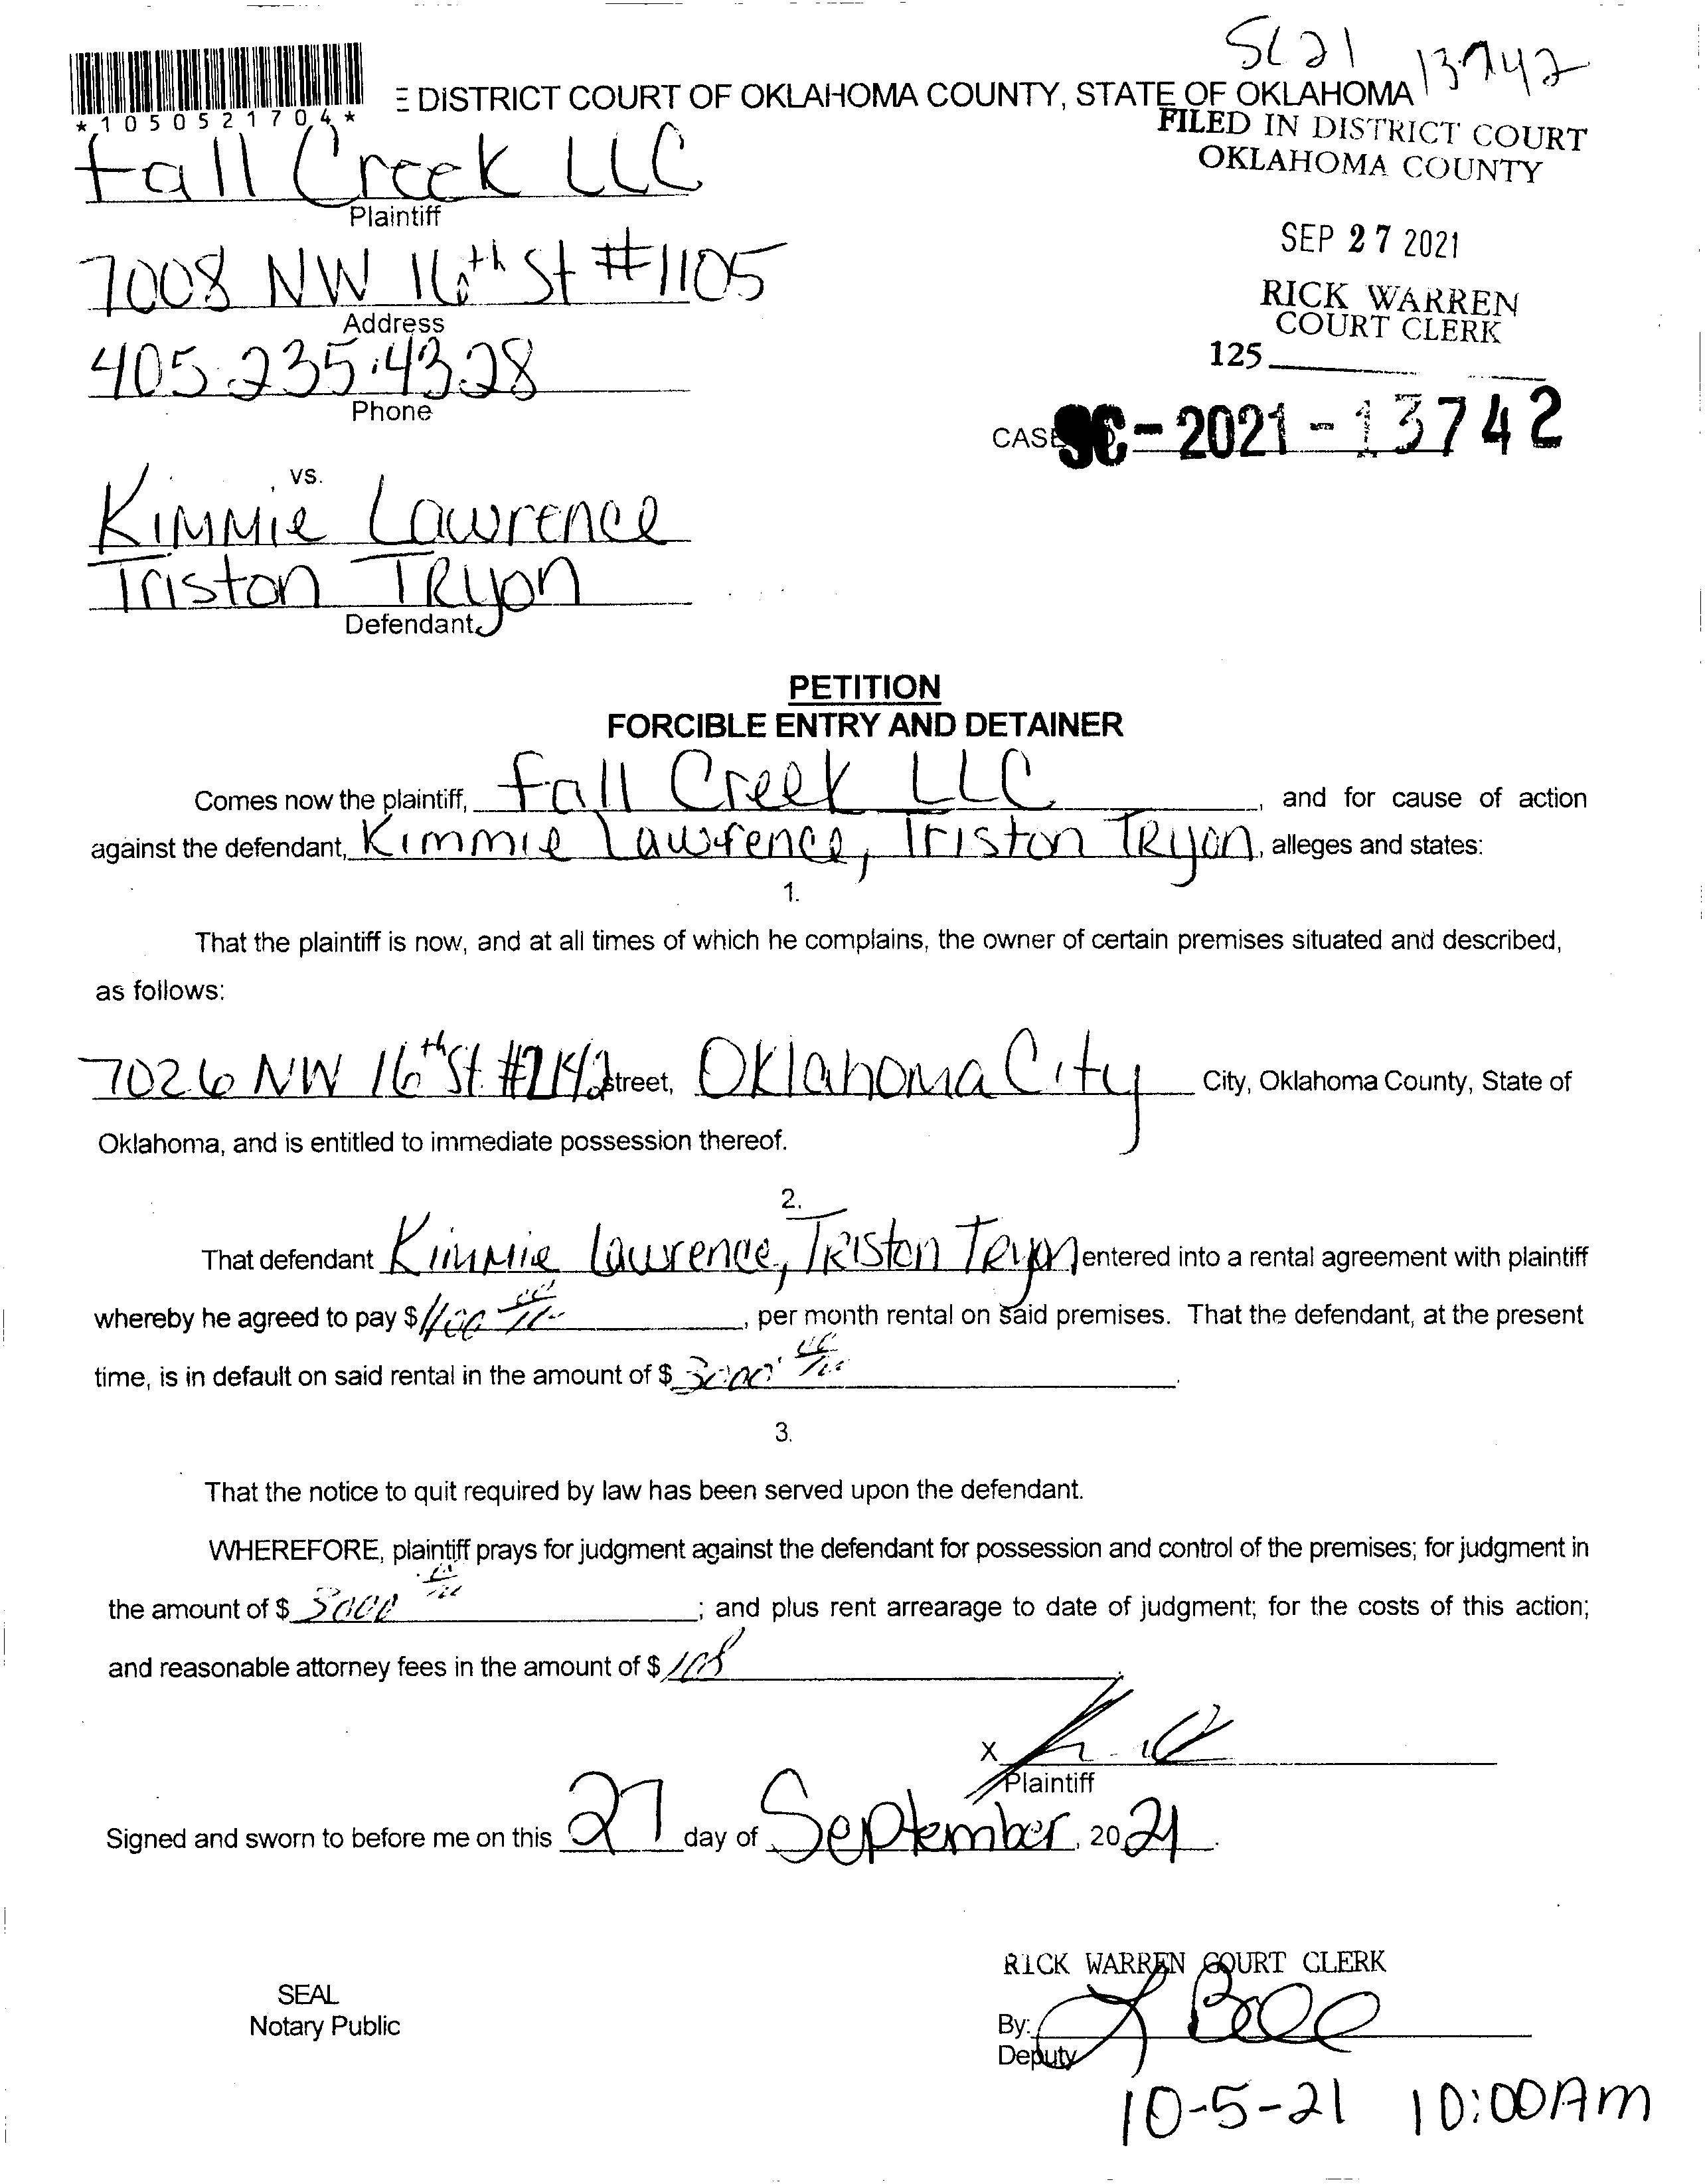 SC21 13742
E DISTRICT COURT OF OKLAHOMA COUNTY, STATE OF OKLAHOMA
*1050521704*
FILED IN DISTRICT COURT
OKLAHOMA COUNTY
Fall Creek LLC
Plaintiff
SEP 27 2021
7008 NW 16th St #1105
Address
RICK WARREN
COURT CLERK
405.235.4328
Phone
125
CASE SC-2021-13742
vs.
Kimmie Lawrence
Triston Tryon
Defendant
PETITION
FORCIBLE ENTRY AND DETAINER
Comes now the plaintiff, Fall Creek LLC, and for cause of action
against the defendant, Kimmie Lawrence, Triston Tryon, alleges and states:
1.
That the plaintiff is now, and at all times of which he complains, the owner of certain premises situated and described,
as follows:
7026 NW 16th St. Street, Oklahoma City City, Oklahoma County, State of
Oklahoma, and is entitled to immediate possession thereof.
2.
That defendant Kimmie Lawrence, Triston Tryon entered into a rental agreement with plaintiff
whereby he agreed to pay $, per month rental on said premises. That the defendant, at the present
time, is in default on said rental in the amount of $ 3000
3.
That the notice to quit required by law has been served upon the defendant.
WHEREFORE, plaintiff prays for judgment against the defendant for possession and control of the premises; for judgment in
the amount of $ 3000; and plus rent arrearage to date of judgment; for the costs of this action;
and reasonable attorney fees in the amount of $
X
Plaintiff
Signed and sworn to before me on this 27 day of September, 2021.
RICK WARREN COURT CLERK
SEAL
Notary Public
By:
Deputy
10-5-21 10:00AM